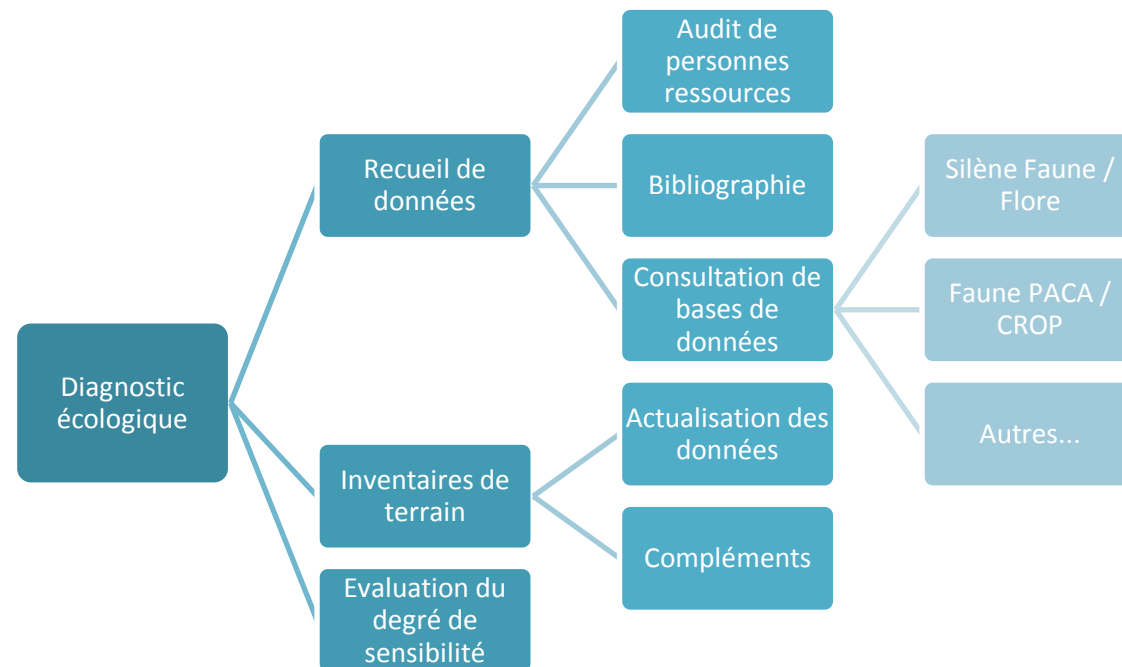 Audit de
personnes
ressources
Recueil de
données
Bibliographie
Silène Faune /
Flore
Consultation de
bases de
données
Faune PACA /
CROP
Diagnostic
écologique
Actualisation des
données
Autres...
Inventaires de
terrain
Compléments
Evaluation du
degré de
sensibilité